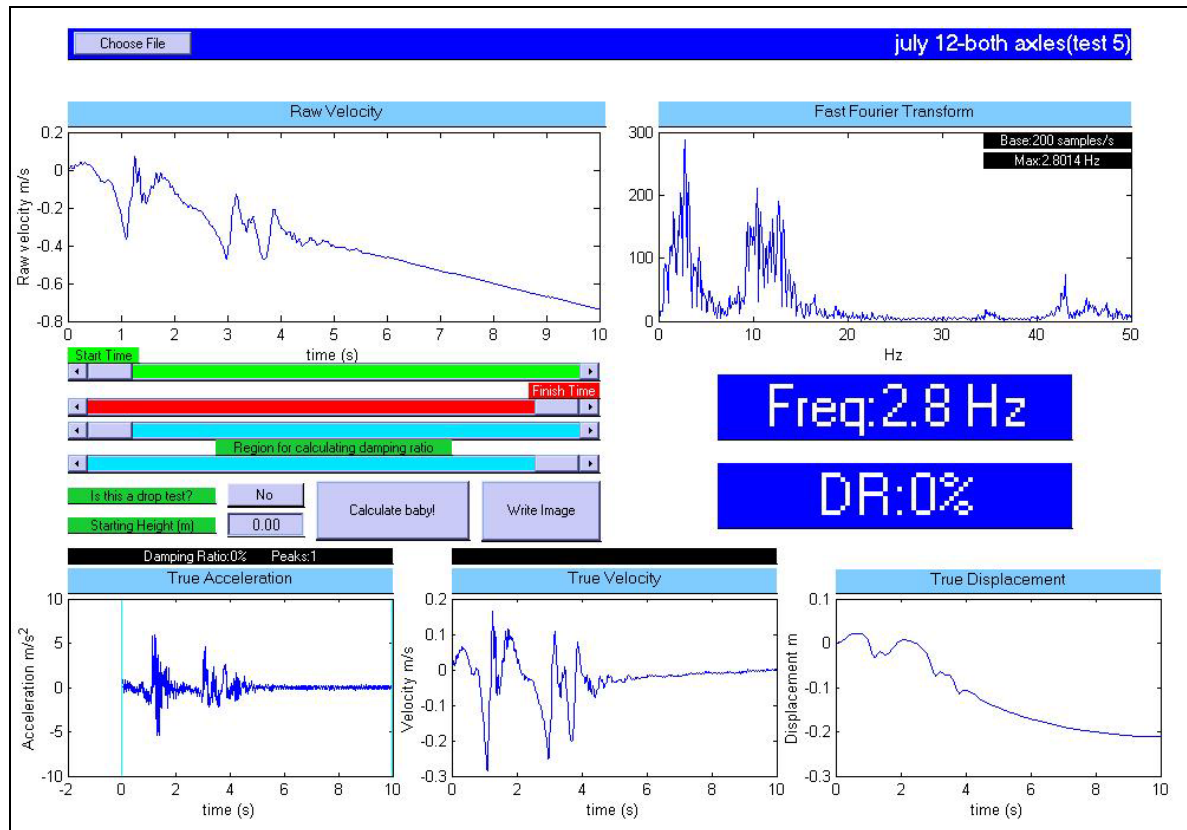 Choose File
july 12-both axles(test 5)
Raw Velocity
Raw velocity m/s
0.2
0
-0.2
-0.4
-0.6
-0.8
0 1 2 3 4 5 6 7 8 9 10
time (s)
Fast Fourier Transform
Base:200 samples/s
Max:2.8014 Hz
300
200
100
0
0 10 20 30 40 50
Hz
Start Time
Finish Time
Region for calculating damping ratio
Freq:2.8 Hz
DR:0%
Is this a drop test?
No
Starting Height (m)
0.00
Calculate baby!
Write Image
Damping Ratio:0% Peaks:1
True Acceleration
Acceleration m/s²
10
5
0
-5
-10
-2 0 2 4 6 8 10
time (s)
True Velocity
Velocity m/s
0.2
0.1
0
-0.1
-0.2
-0.3
0 2 4 6 8 10
time (s)
True Displacement
Displacement m
0.1
0
-0.1
-0.2
-0.3
0 2 4 6 8 10
time (s)